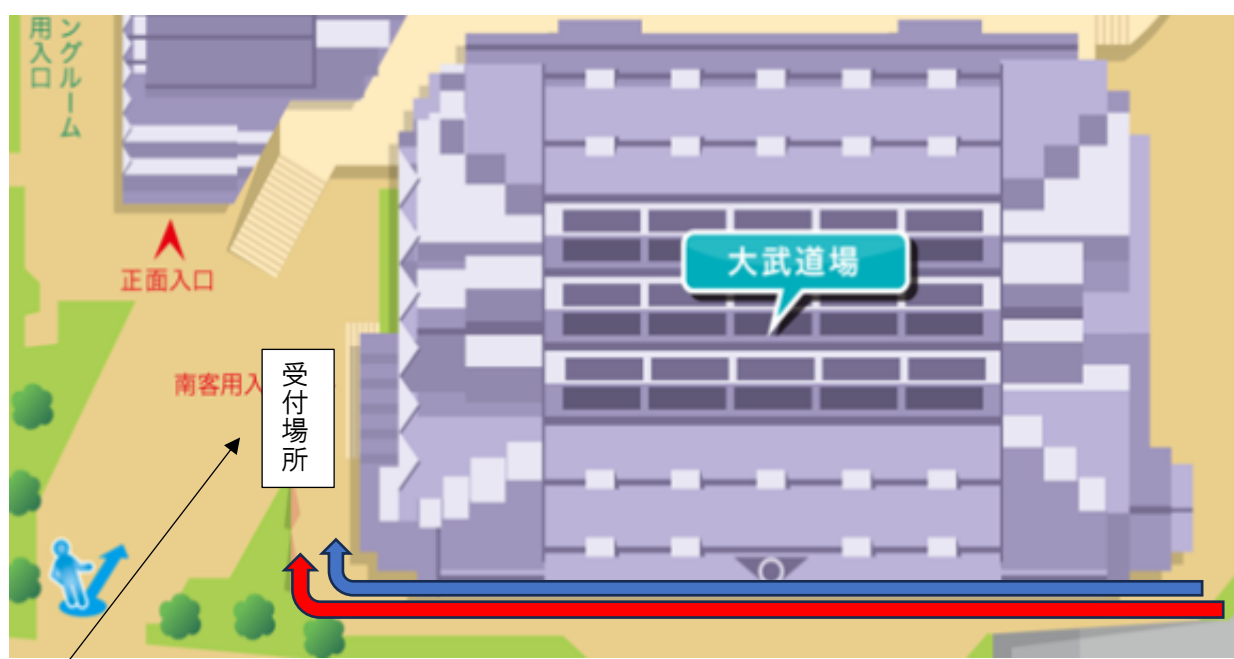 ングルーム
用入口
正面入口
大武道場
南客用入
受付場所